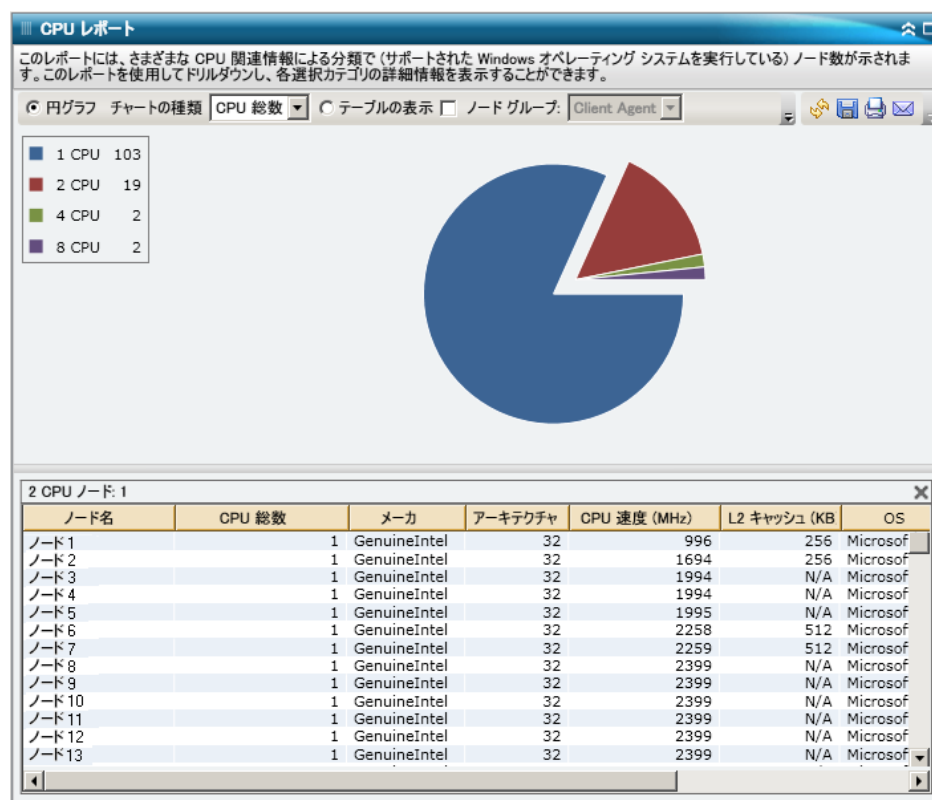 CPU レポート
このレポートには、さまざまな CPU 関連情報による分類で (サポートされた Windows オペレーティング システムを実行している) ノード数が示されま
す。このレポートを使用してドリルダウンし、各選択カテゴリの詳細情報を表示することができます。
円グラフ チャートの種類 CPU 総数 テーブルの表示 ノード グループ: Client Agent
1 CPU 103
2 CPU 19
4 CPU 2
8 CPU 2
2 CPU ノード: 1
ノード名 CPU 総数 メーカ アーキテクチャ CPU 速度 (MHz) L2 キャッシュ (KB OS
ノード1 1 GenuineIntel 32 996 256 Microsof
ノード2 1 GenuineIntel 32 1694 256 Microsof
ノード3 1 GenuineIntel 32 1994 N/A Microsof
ノード4 1 GenuineIntel 32 1994 N/A Microsof
ノード5 1 GenuineIntel 32 1995 N/A Microsof
ノード6 1 GenuineIntel 32 2258 512 Microsof
ノード7 1 GenuineIntel 32 2259 512 Microsof
ノード8 1 GenuineIntel 32 2399 N/A Microsof
ノード9 1 GenuineIntel 32 2399 N/A Microsof
ノード10 1 GenuineIntel 32 2399 N/A Microsof
ノード11 1 GenuineIntel 32 2399 N/A Microsof
ノード12 1 GenuineIntel 32 2399 N/A Microsof
ノード13 1 GenuineIntel 32 2399 N/A Microsof